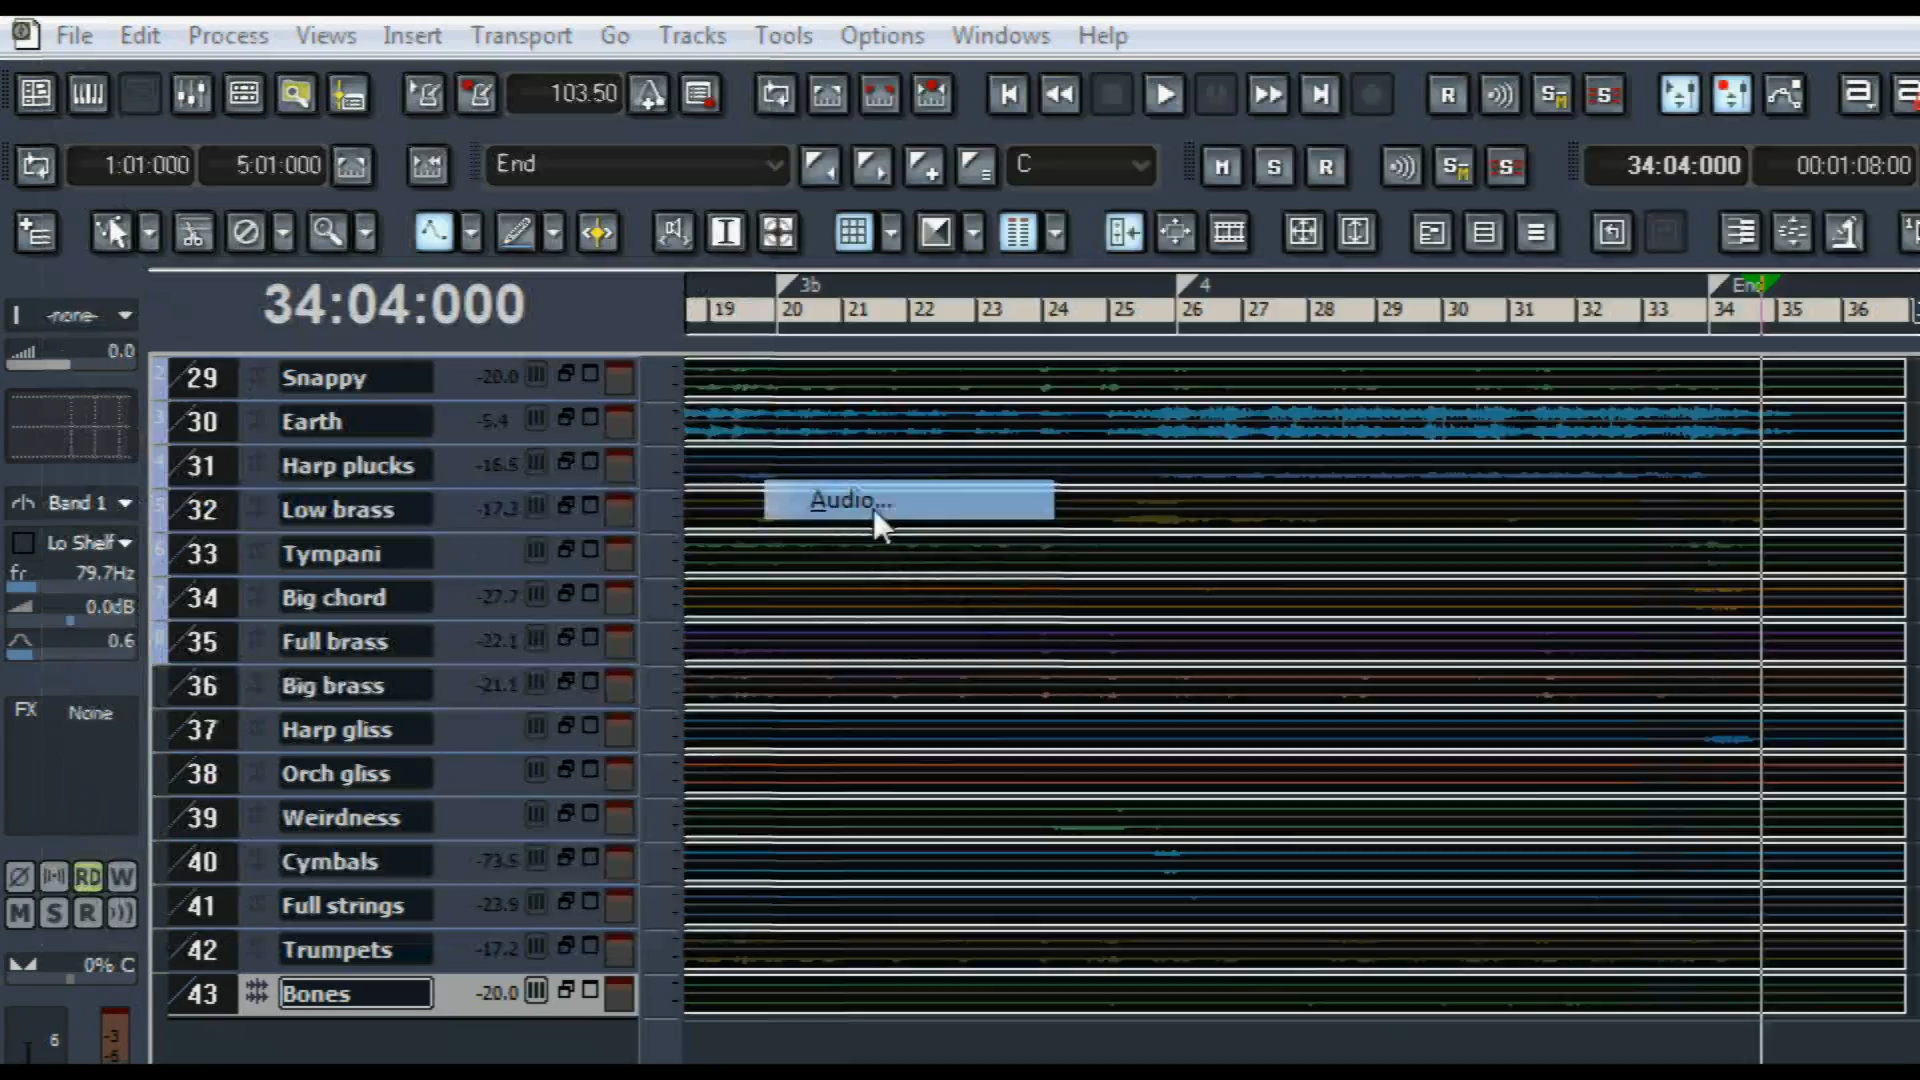 File Edit Process Views Insert Transport Go Tracks Tools Options Windows Help
103.50 R S S
1:01:000 5:01:000 End C M S R S S 34:04:000 00:01:08:00
34:04:000
3b 4 End
19 20 21 22 23 24 25 26 27 28 29 30 31 32 33 34 35 36
-none-
0.0
29 Snappy -20.0
30 Earth -5.4
31 Harp plucks -16.5
Audio...
Band 1
32 Low brass -17.3
Lo Shelf
33 Tympani
fr 79.7Hz
34 Big chord -27.7
0.0dB
35 Full brass -22.1
0.6
36 Big brass -21.1
FX None
37 Harp gliss
38 Orch gliss
39 Weirdness
40 Cymbals -73.5
RD W
41 Full strings -23.9
M S R
42 Trumpets -17.2
0% C
43 Bones -20.0
6 -3
-6